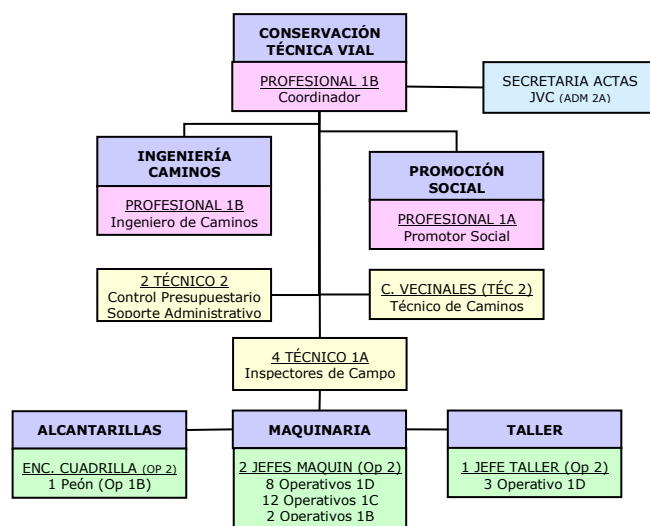 CONSERVACIÓN
TÉCNICA VIAL
PROFESIONAL 1B
Coordinador
SECRETARIA ACTAS
JVC (ADM 2A)
INGENIERÍA
CAMINOS
PROFESIONAL 1B
Ingeniero de Caminos
PROMOCIÓN
SOCIAL
PROFESIONAL 1A
Promotor Social
2 TÉCNICO 2
Control Presupuestario
Soporte Administrativo
C. VECINALES (TÉC 2)
Técnico de Caminos
4 TÉCNICO 1A
Inspectores de Campo
ALCANTARILLAS
ENC. CUADRILLA (OP 2)
1 Peón (Op 1B)
MAQUINARIA
2 JEFES MAQUIN (Op 2)
8 Operativos 1D
12 Operativos 1C
2 Operativos 1B
TALLER
1 JEFE TALLER (Op 2)
3 Operativo 1D